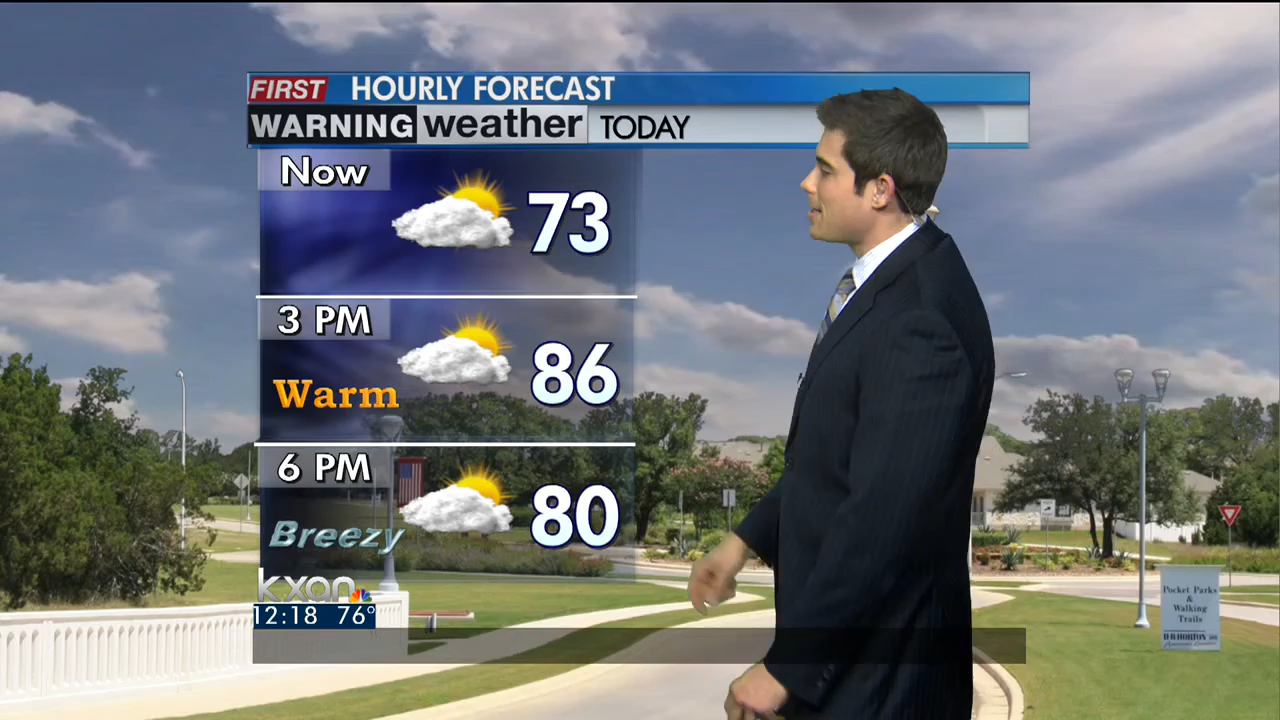 FIRST HOURLY FORECAST
WARNING weather TODAY
Now
73
3 PM
Warm
86
6 PM
Breezy
80
kxan
12:18 76°
Pocket Parks
&
Walking
Trails
D·R·HORTON